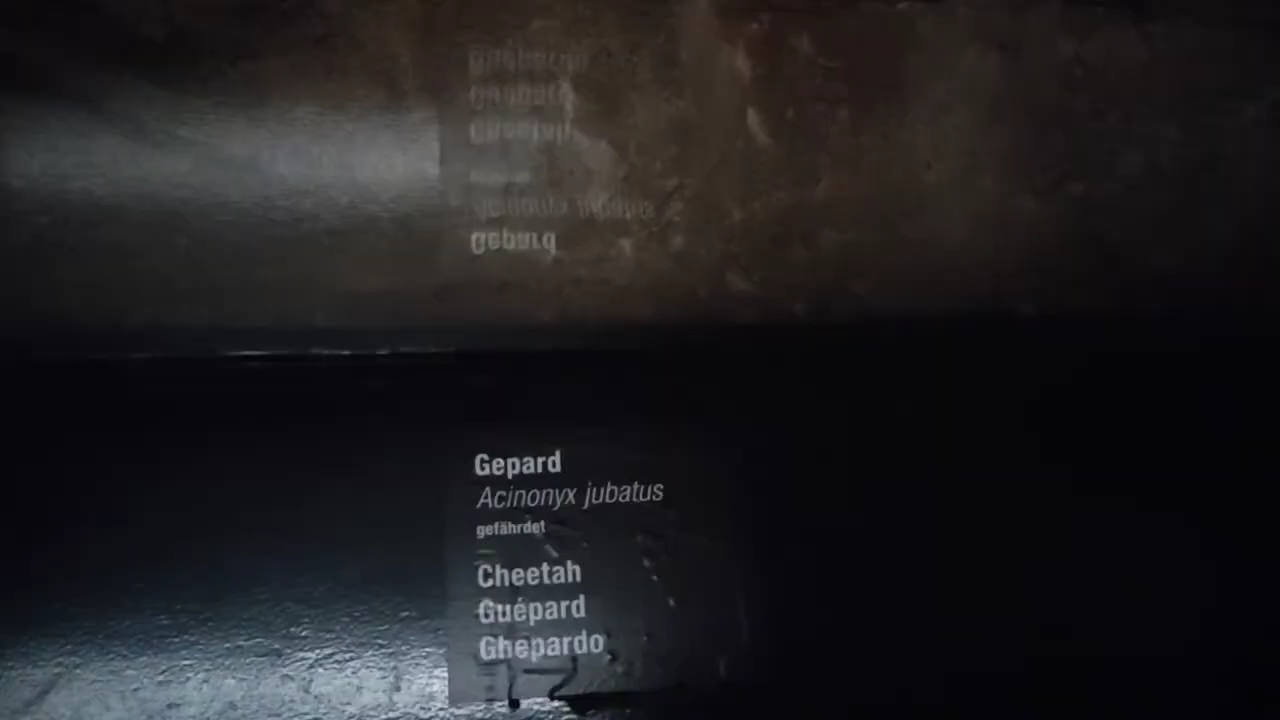 Gepard
Acinonyx jubatus
gefährdet
Cheetah
Guépard
Ghepardo